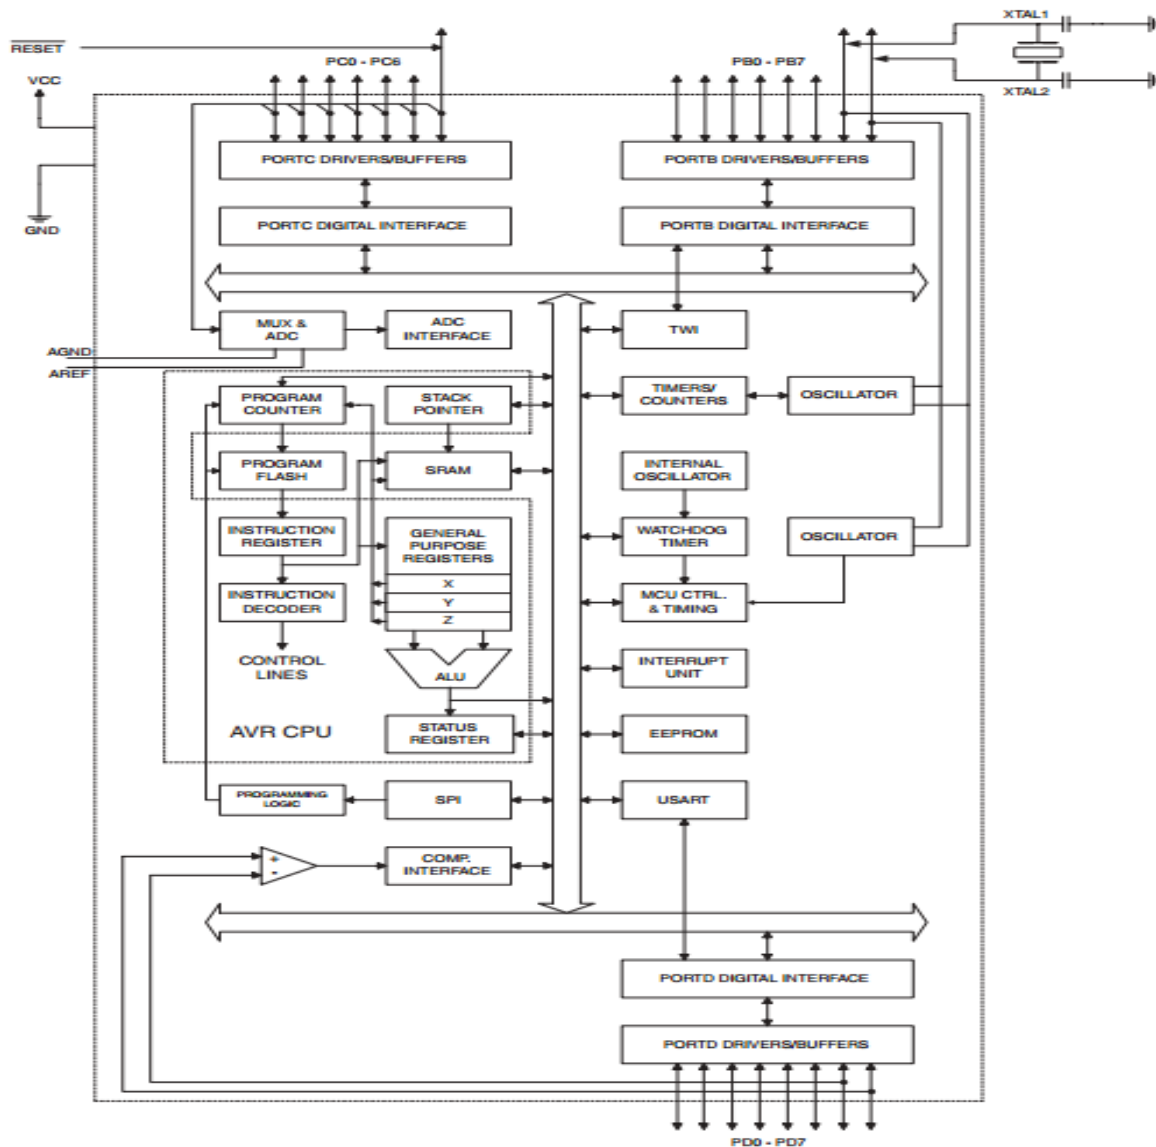 XTAL1
RESET
PC0 - PC6
PB0 - PB7
VCC
XTAL2
PORTC DRIVERS/BUFFERS
PORTB DRIVERS/BUFFERS
PORTC DIGITAL INTERFACE
PORTB DIGITAL INTERFACE
GND
MUX &
ADC
ADC
INTERFACE
TWI
AGND
AREF
PROGRAM
COUNTER
STACK
POINTER
TIMERS/
COUNTERS
OSCILLATOR
PROGRAM
FLASH
SRAM
INTERNAL
OSCILLATOR
INSTRUCTION
REGISTER
GENERAL
PURPOSE
REGISTERS
WATCHDOG
TIMER
OSCILLATOR
X
INSTRUCTION
DECODER
Y
MCU CTRL.
& TIMING
Z
CONTROL
LINES
ALU
INTERRUPT
UNIT
AVR CPU
STATUS
REGISTER
EEPROM
PROGRAMMING
LOGIC
SPI
USART
+
-
COMP.
INTERFACE
PORTD DIGITAL INTERFACE
PORTD DRIVERS/BUFFERS
PD0 - PD7